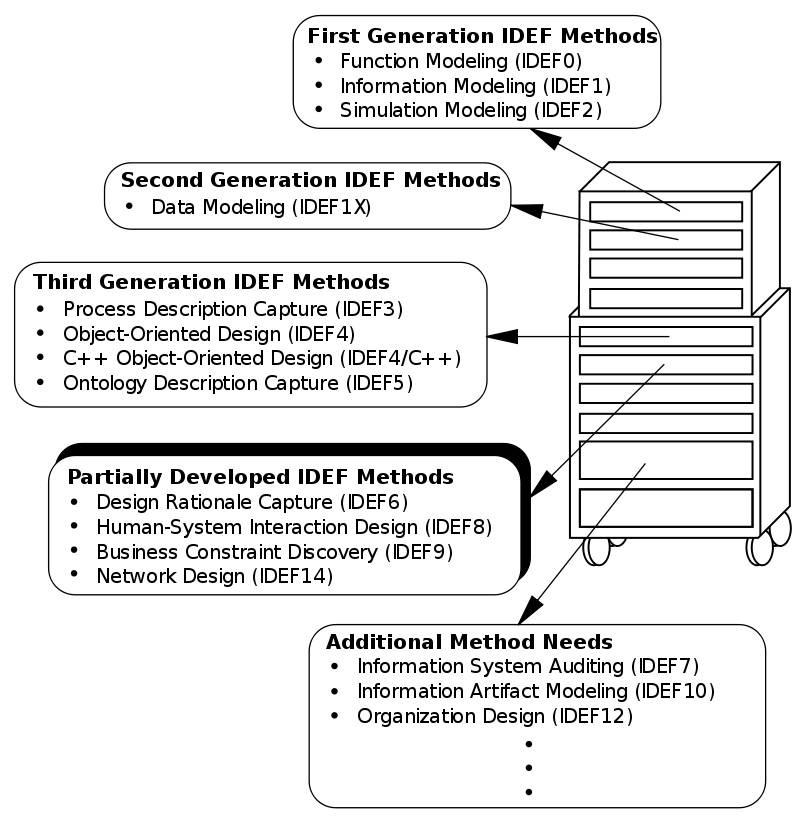 First Generation IDEF Methods
• Function Modeling (IDEF0)
• Information Modeling (IDEF1)
• Simulation Modeling (IDEF2)
Second Generation IDEF Methods
• Data Modeling (IDEF1X)
Third Generation IDEF Methods
• Process Description Capture (IDEF3)
• Object-Oriented Design (IDEF4)
• C++ Object-Oriented Design (IDEF4/C++)
• Ontology Description Capture (IDEF5)
Partially Developed IDEF Methods
• Design Rationale Capture (IDEF6)
• Human-System Interaction Design (IDEF8)
• Business Constraint Discovery (IDEF9)
• Network Design (IDEF14)
Additional Method Needs
• Information System Auditing (IDEF7)
• Information Artifact Modeling (IDEF10)
• Organization Design (IDEF12)
•
•
•